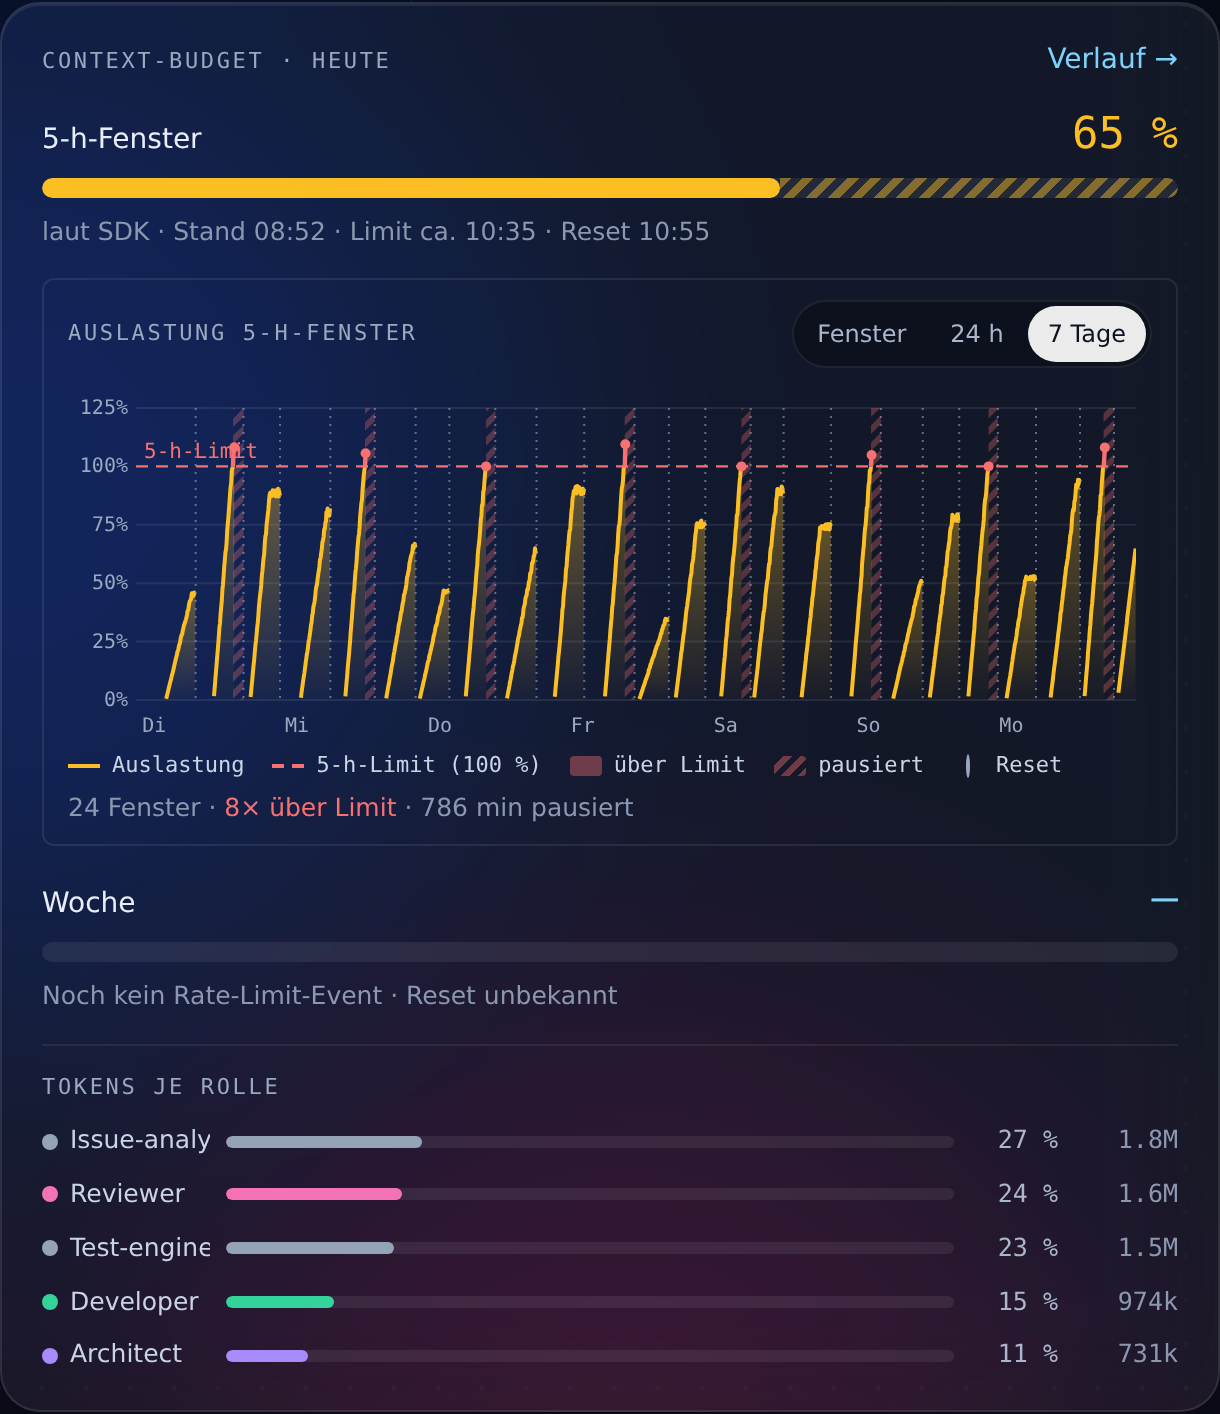 CONTEXT-BUDGET · HEUTE
Verlauf →
5-h-Fenster
65 %
laut SDK · Stand 08:52 · Limit ca. 10:35 · Reset 10:55
AUSLASTUNG 5-H-FENSTER
Fenster 24 h 7 Tage
125%
5-h-Limit
100%
75%
50%
25%
0%
Di Mi Do Fr Sa So Mo
Auslastung 5-h-Limit (100 %) über Limit pausiert Reset
24 Fenster · 8× über Limit · 786 min pausiert
Woche
—
Noch kein Rate-Limit-Event · Reset unbekannt
TOKENS JE ROLLE
Issue-analy 27 % 1.8M
Reviewer 24 % 1.6M
Test-engine 23 % 1.5M
Developer 15 % 974k
Architect 11 % 731k